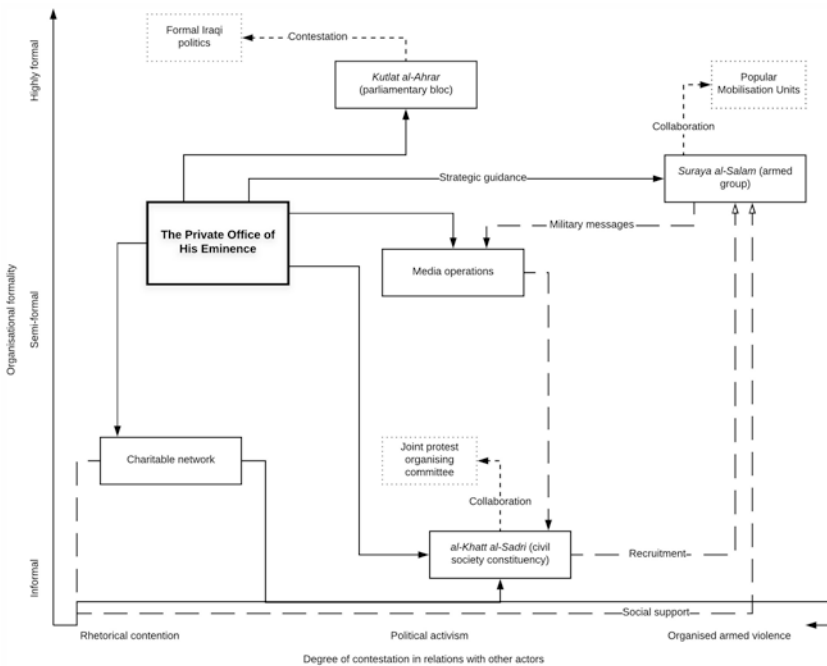 Formal Iraqi
politics
Contestation
Kutlat al-Ahrar
(parliamentary bloc)
Popular
Mobilisation Units
Collaboration
Suraya al-Salam (armed
group)
Strategic guidance
The Private Office of
His Eminence
Military messages
Media operations
Charitable network
Joint protest
organising
committee
Collaboration
al-Khatt al-Sadri (civil
society constituency)
Recruitment
Social support
Highly formal
Semi-formal
Informal
Organisational formality
Rhetorical contention
Political activism
Organised armed violence
Degree of contestation in relations with other actors